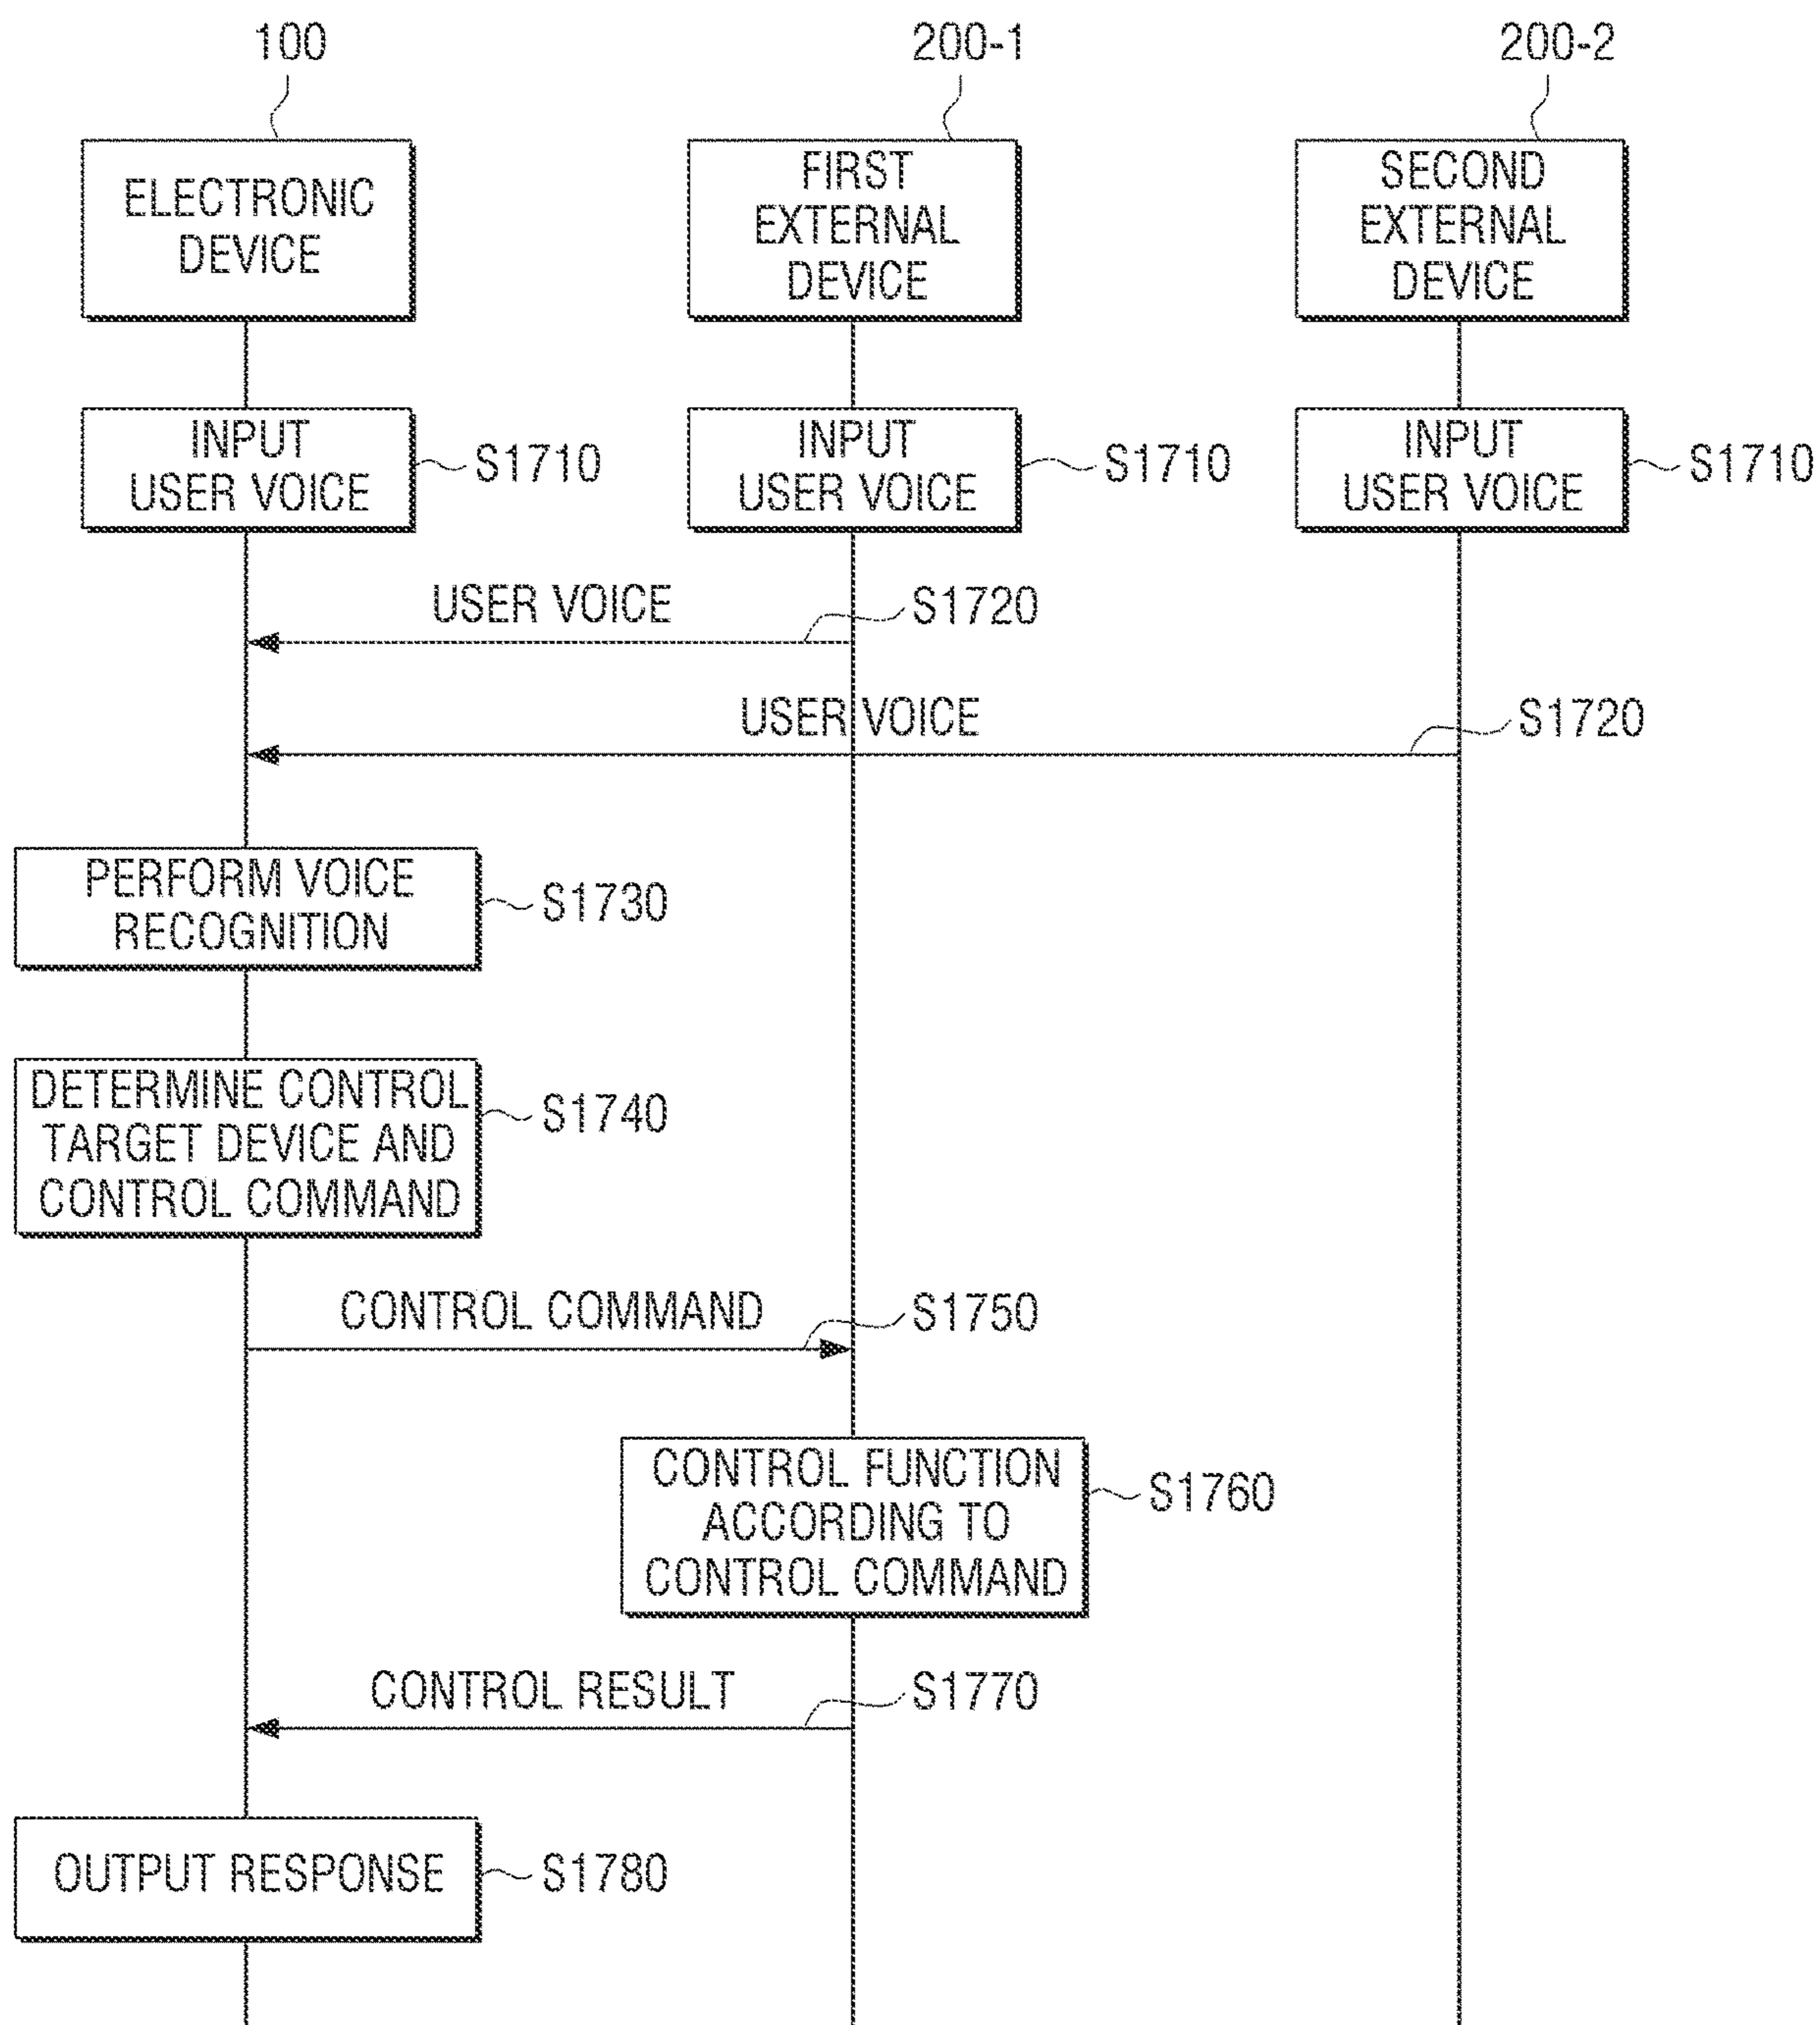 100
200-1
200-2
ELECTRONIC
DEVICE
FIRST
EXTERNAL
DEVICE
SECOND
EXTERNAL
DEVICE
INPUT
USER VOICE
S1710
INPUT
USER VOICE
S1710
INPUT
USER VOICE
S1710
USER VOICE
S1720
USER VOICE
S1720
PERFORM VOICE
RECOGNITION
S1730
DETERMINE CONTROL
TARGET DEVICE AND
CONTROL COMMAND
S1740
CONTROL COMMAND
S1750
CONTROL FUNCTION
ACCORDING TO
CONTROL COMMAND
S1760
CONTROL RESULT
S1770
OUTPUT RESPONSE
S1780